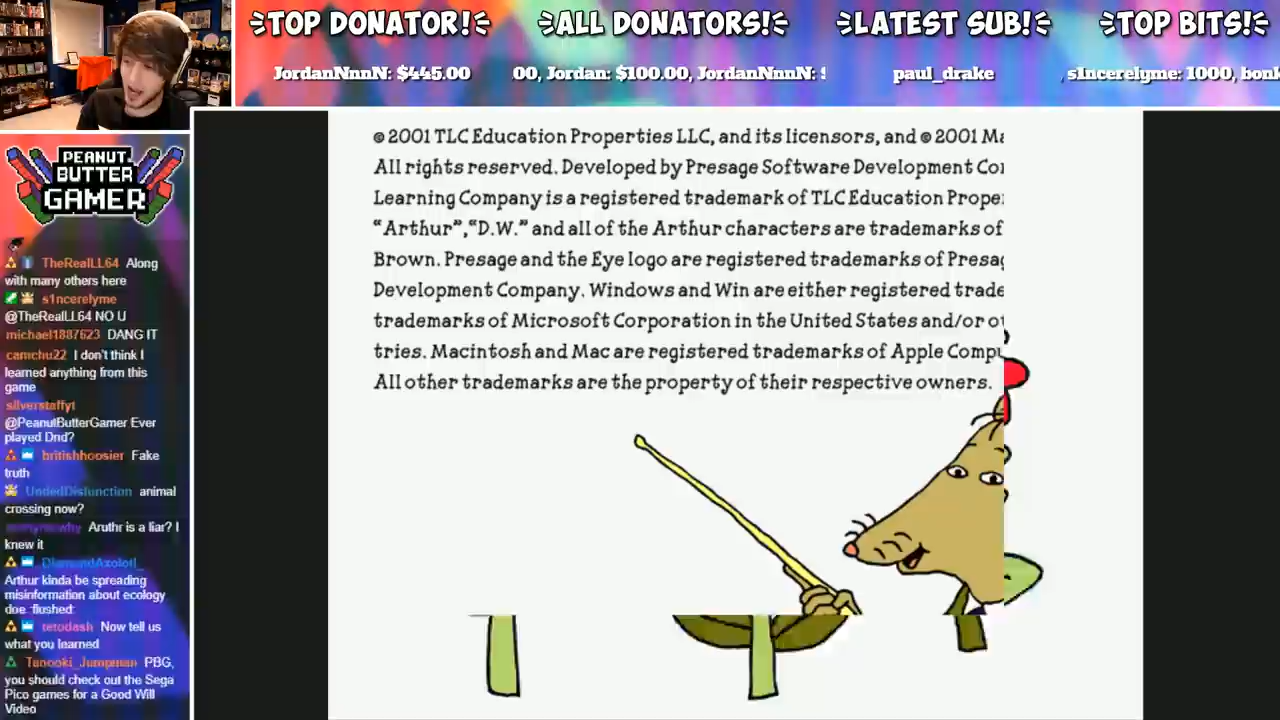 TOP DONATOR!
ALL DONATORS!
LATEST SUB!
TOP BITS!
JordanNnnN: $445.00
00, Jordan: $100.00, JordanNnnN: $
paul_drake
, s1ncerelyme: 1000, bonk
PEANUT
BUTTER
GAMER
TheRealLL64 Along
with many others here
s1ncerelyme
@TheRealLL64 NO U
michael1887623 DANG IT
camchu22 I don't think I
learned anything from this
game
silverstaffyt
@PeanutButterGamer Ever
played Dnd?
britishhoosier Fake
truth
UndedDisfunction animal
crossing now?
Aruthr is a liar? I
knew it
DiamondAxolotl_
Arthur kinda be spreading
misinformation about ecology
doe :flushed:
tetodash Now tell us
what you learned
Tanooki_Jumpman PBG,
you should check out the Sega
Pico games for a Good Will
Video
© 2001 TLC Education Properties LLC, and its licensors, and © 2001 Ma
All rights reserved. Developed by Presage Software Development Co
Learning Company is a registered trademark of TLC Education Prope
“Arthur”,“D.W.” and all of the Arthur characters are trademarks of
Brown. Presage and the Eye logo are registered trademarks of Presag
Development Company. Windows and Win are either registered trade
trademarks of Microsoft Corporation in the United States and/or o
tries. Macintosh and Mac are registered trademarks of Apple Comp
All other trademarks are the property of their respective owners.